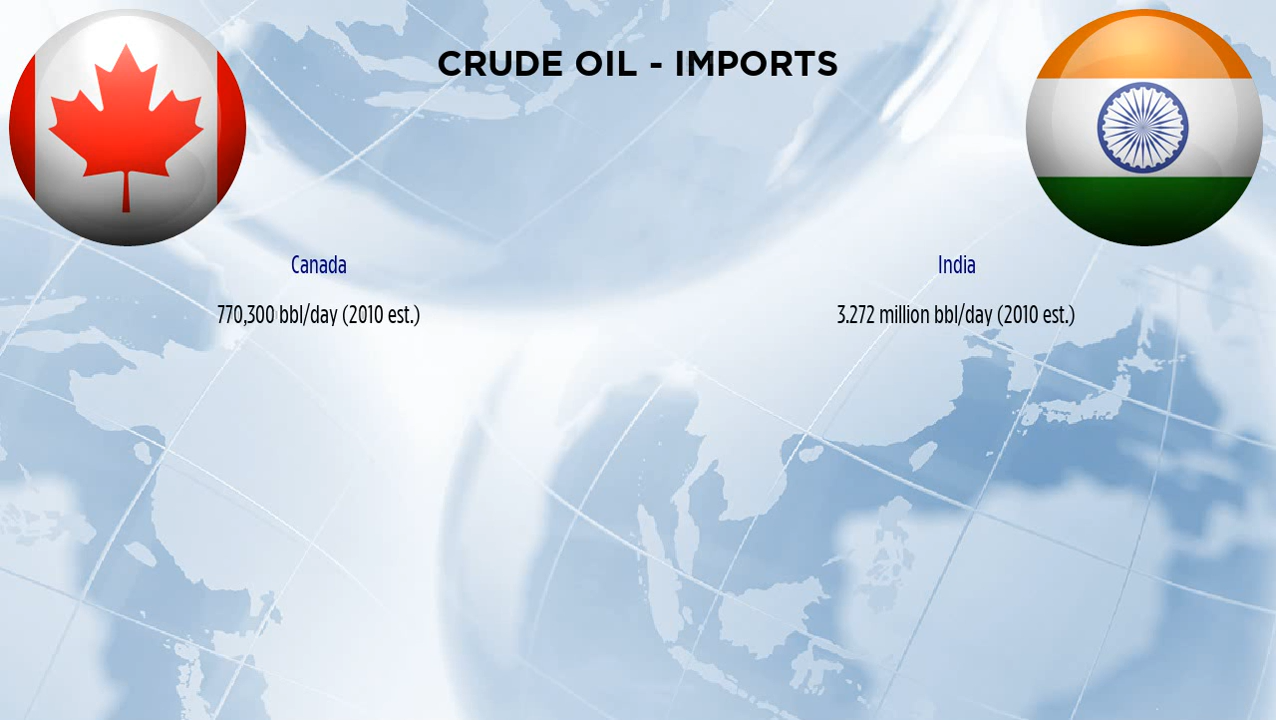 CRUDE OIL - IMPORTS
Canada
India
770,300 bbl/day (2010 est.)
3.272 million bbl/day (2010 est.)